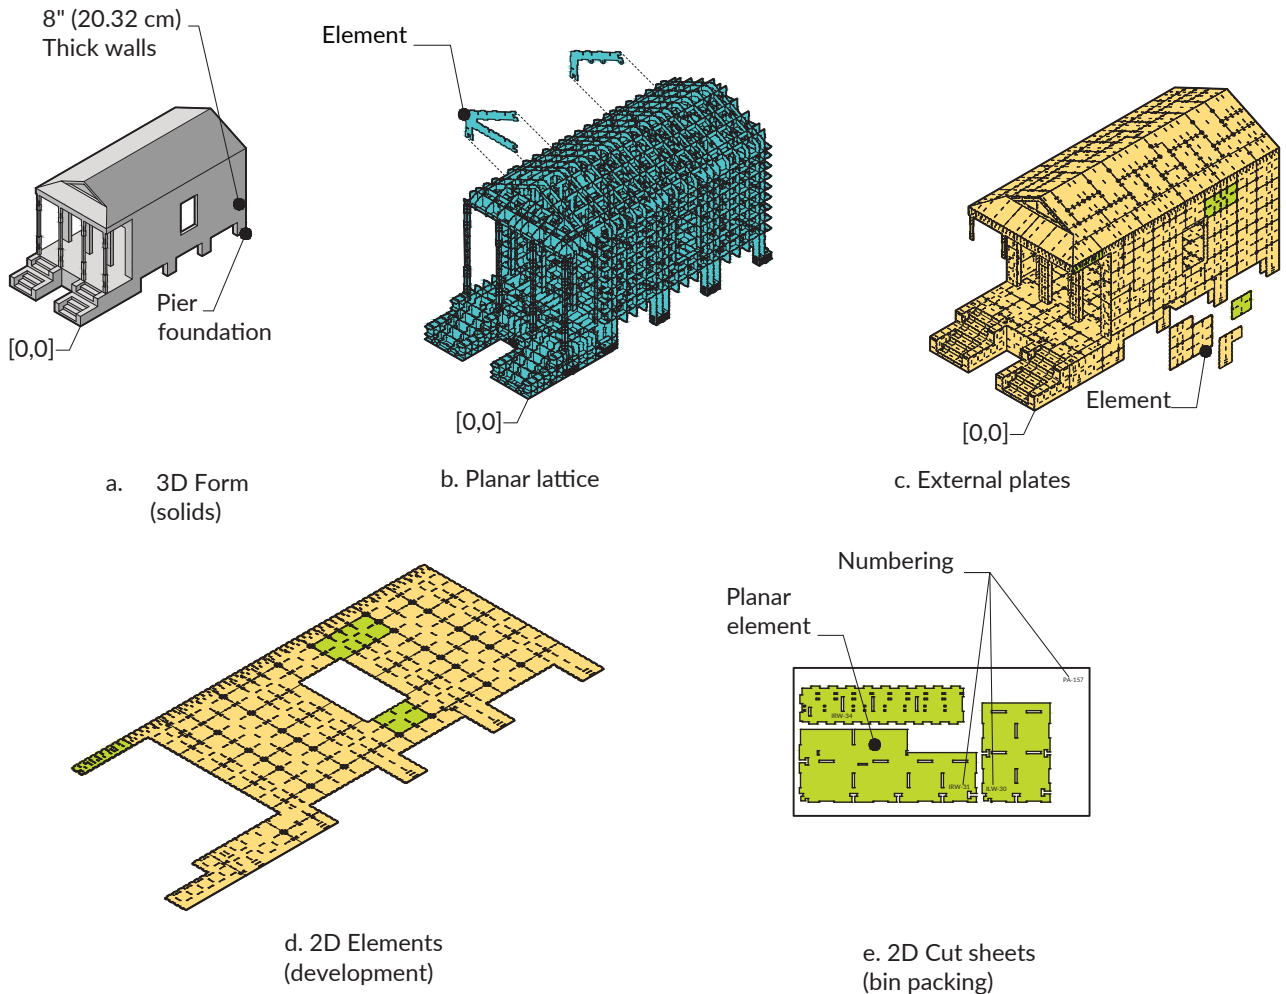 8" (20.32 cm)
Thick walls
Element
Pier
foundation
[0,0]
[0,0]
Element
[0,0]
a. 3D Form
(solids)
b. Planar lattice
c. External plates
Numbering
Planar
element
PA-157
IRW-34
IRW-31
ILW-30
d. 2D Elements
(development)
e. 2D Cut sheets
(bin packing)